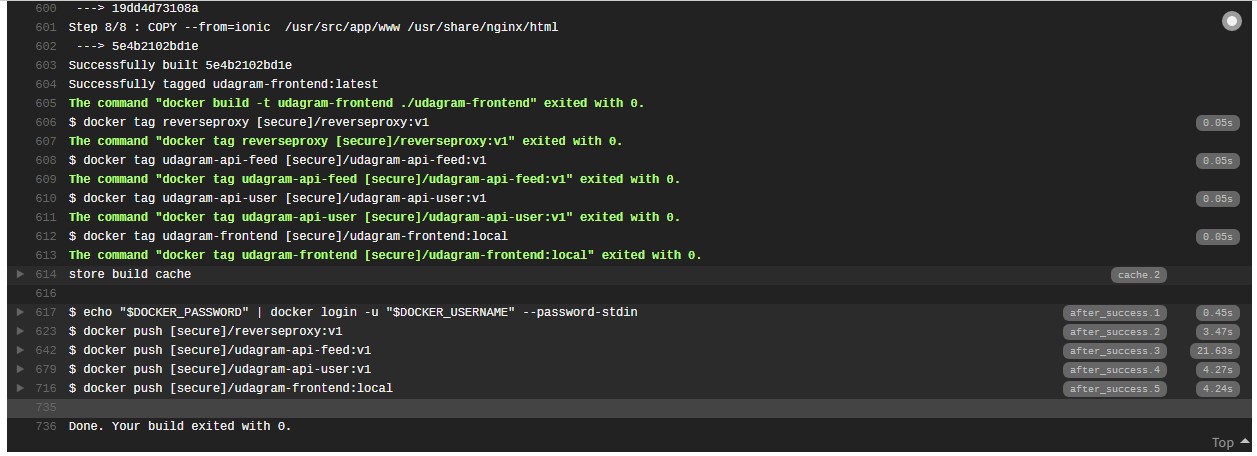 600 ---> 19dd4d73108a
601 Step 8/8 : COPY --from=ionic  /usr/src/app/www /usr/share/nginx/html
602 ---> 5e4b2102bd1e
603 Successfully built 5e4b2102bd1e
604 Successfully tagged udagram-frontend:latest
605 The command "docker build -t udagram-frontend ./udagram-frontend" exited with 0.
606 $ docker tag reverseproxy [secure]/reverseproxy:v1 0.05s
607 The command "docker tag reverseproxy [secure]/reverseproxy:v1" exited with 0.
608 $ docker tag udagram-api-feed [secure]/udagram-api-feed:v1 0.05s
609 The command "docker tag udagram-api-feed [secure]/udagram-api-feed:v1" exited with 0.
610 $ docker tag udagram-api-user [secure]/udagram-api-user:v1 0.05s
611 The command "docker tag udagram-api-user [secure]/udagram-api-user:v1" exited with 0.
612 $ docker tag udagram-frontend [secure]/udagram-frontend:local 0.05s
613 The command "docker tag udagram-frontend [secure]/udagram-frontend:local" exited with 0.
614 store build cache cache.2
616
617 $ echo "$DOCKER_PASSWORD" | docker login -u "$DOCKER_USERNAME" --password-stdin after_success.1 0.45s
623 $ docker push [secure]/reverseproxy:v1 after_success.2 3.47s
642 $ docker push [secure]/udagram-api-feed:v1 after_success.3 21.63s
679 $ docker push [secure]/udagram-api-user:v1 after_success.4 4.27s
716 $ docker push [secure]/udagram-frontend:local after_success.5 4.24s
735
736 Done. Your build exited with 0.
Top